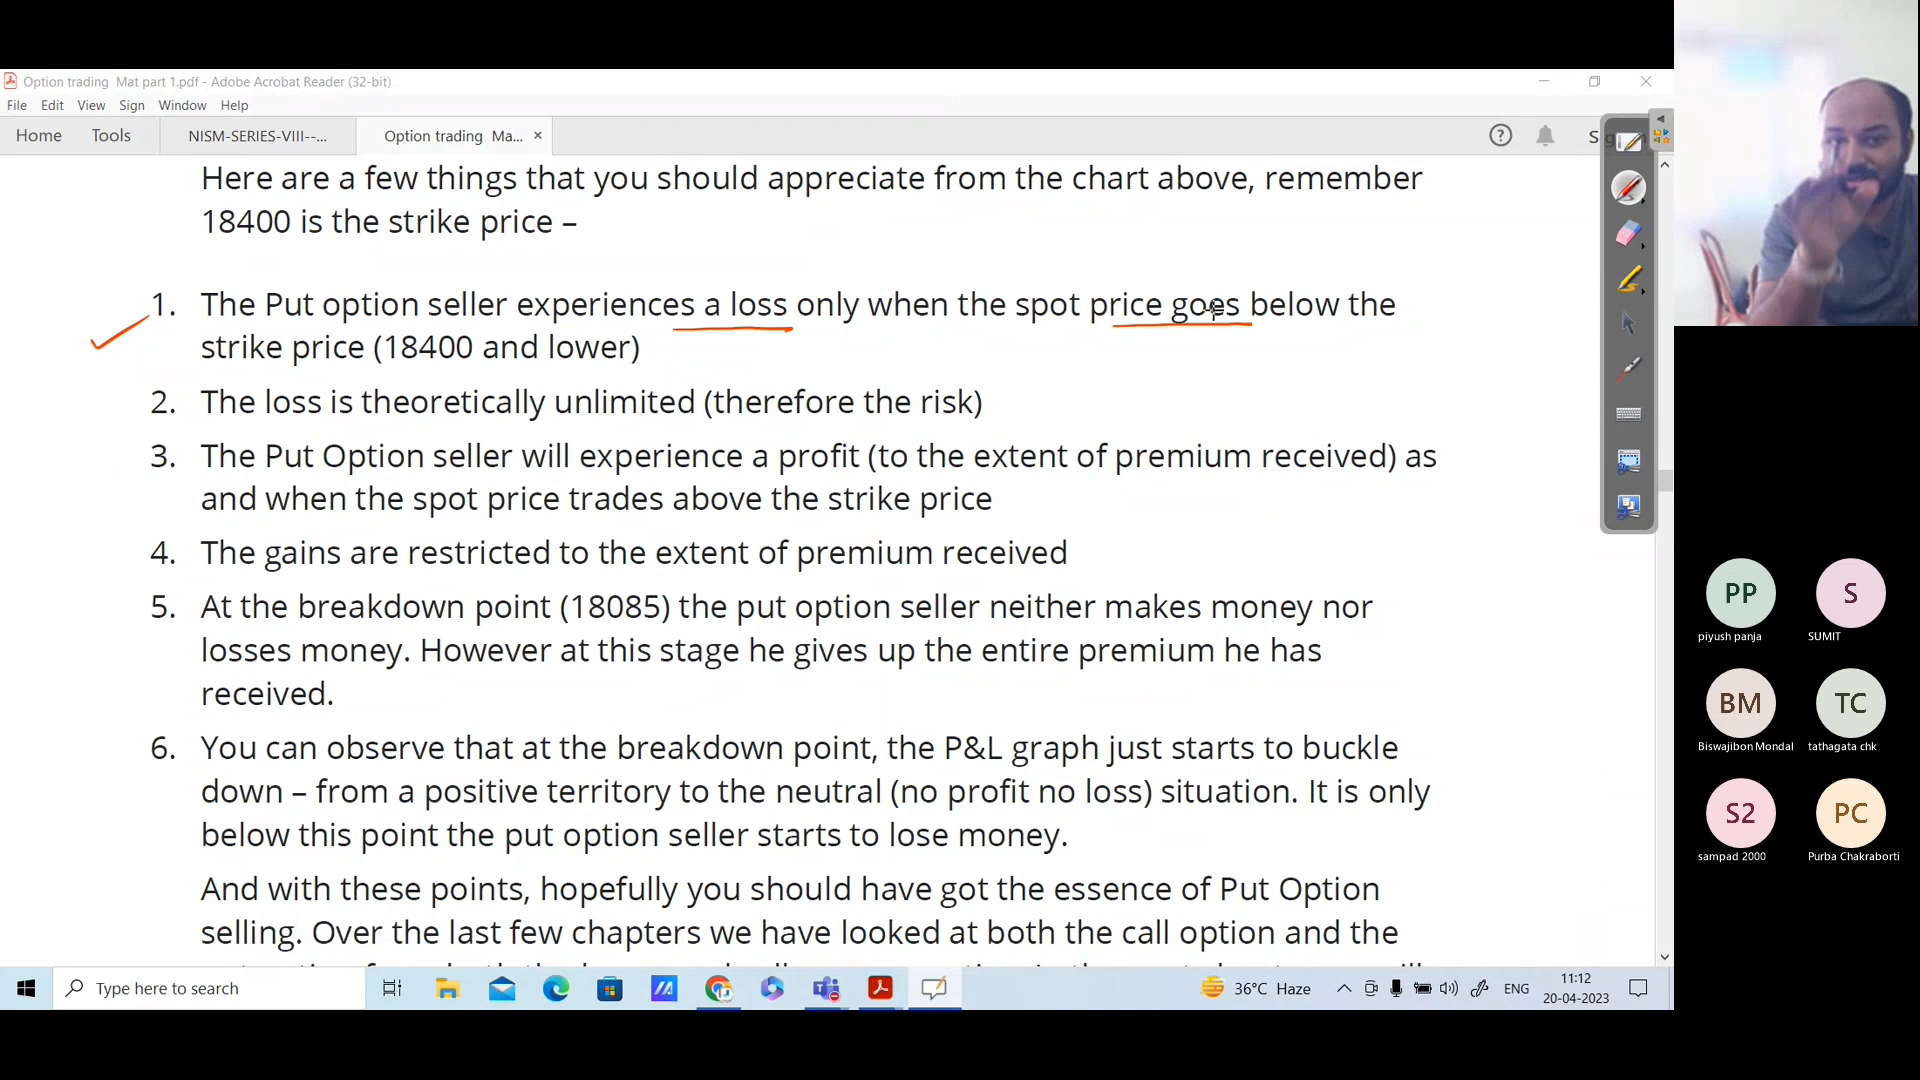 Option trading Mat part 1.pdf - Adobe Acrobat Reader (32-bit)
File Edit View Sign Window Help
Home Tools NISM-SERIES-VIII--... Option trading Ma... ×
Here are a few things that you should appreciate from the chart above, remember
18400 is the strike price –
1. The Put option seller experiences a loss only when the spot price goes below the
strike price (18400 and lower)
2. The loss is theoretically unlimited (therefore the risk)
3. The Put Option seller will experience a profit (to the extent of premium received) as
and when the spot price trades above the strike price
4. The gains are restricted to the extent of premium received
5. At the breakdown point (18085) the put option seller neither makes money nor
losses money. However at this stage he gives up the entire premium he has
received.
6. You can observe that at the breakdown point, the P&L graph just starts to buckle
down – from a positive territory to the neutral (no profit no loss) situation. It is only
below this point the put option seller starts to lose money.
And with these points, hopefully you should have got the essence of Put Option
selling. Over the last few chapters we have looked at both the call option and the
PP S
piyush panja SUMIT
BM TC
Biswajibon Mondal tathagata chk
S2 PC
sampad 2000 Purba Chakraborti
Type here to search
36°C Haze
ENG
11:12
20-04-2023